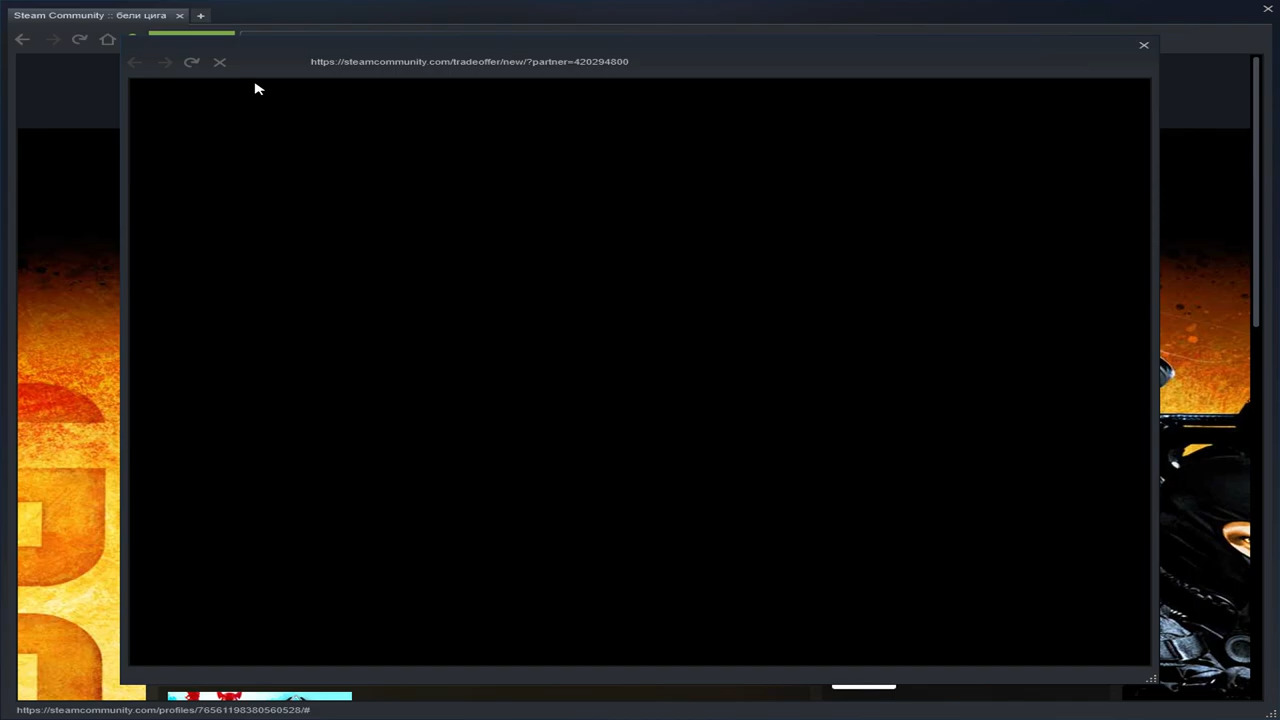 Steam Community :: бели цига
https://steamcommunity.com/tradeoffer/new/?partner=420294800
https://steamcommunity.com/profiles/76561198380560528/#